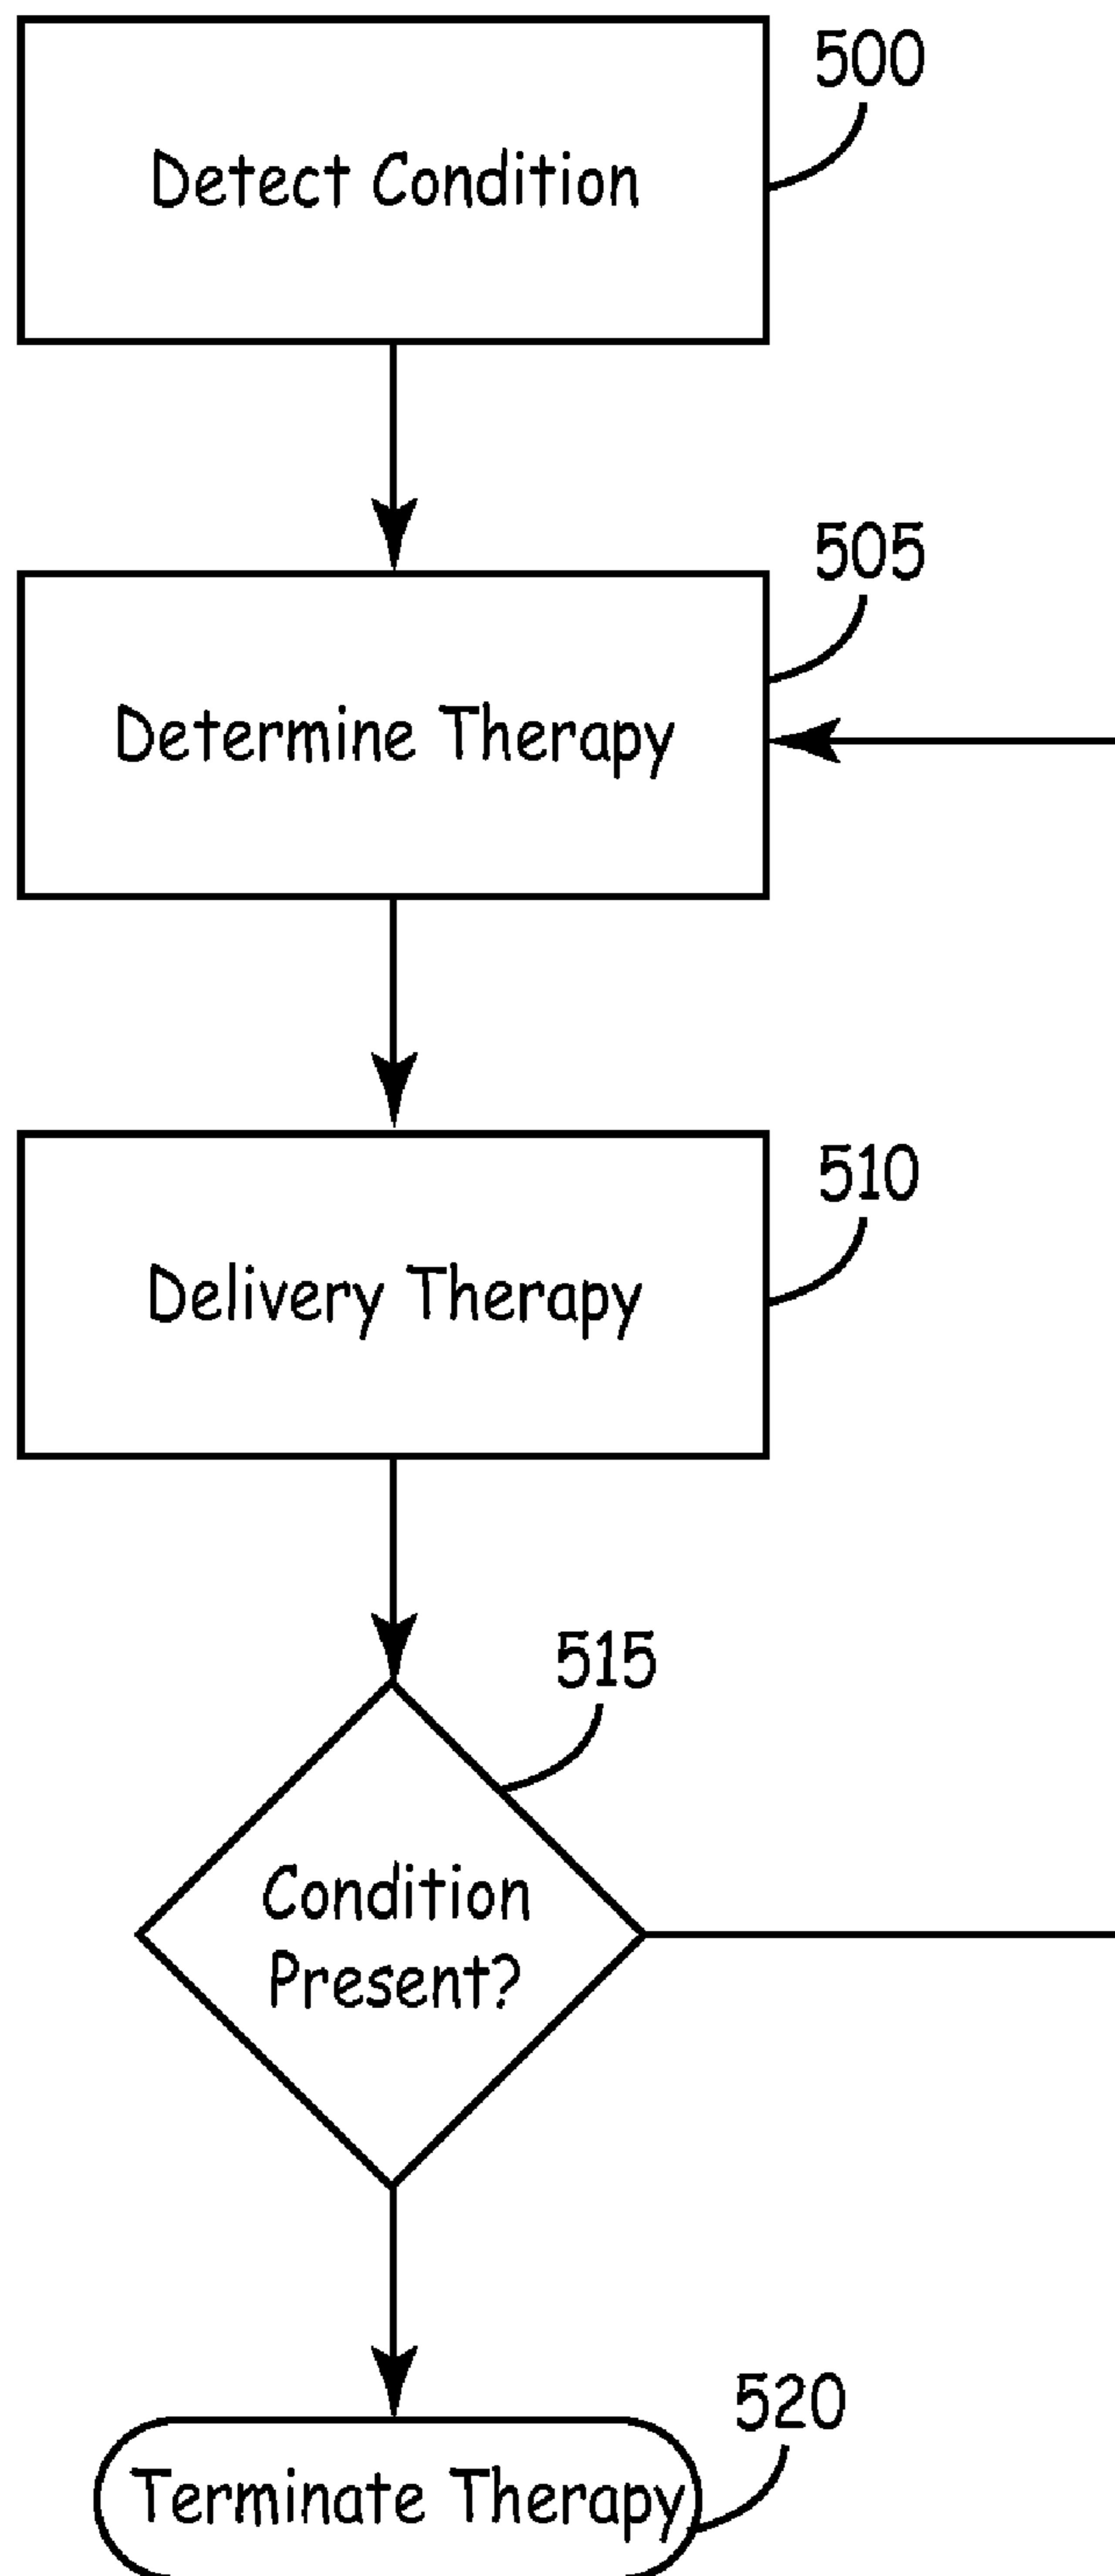 500
Detect Condition
505
Determine Therapy
510
Delivery Therapy
515
Condition
Present?
520
Terminate Therapy